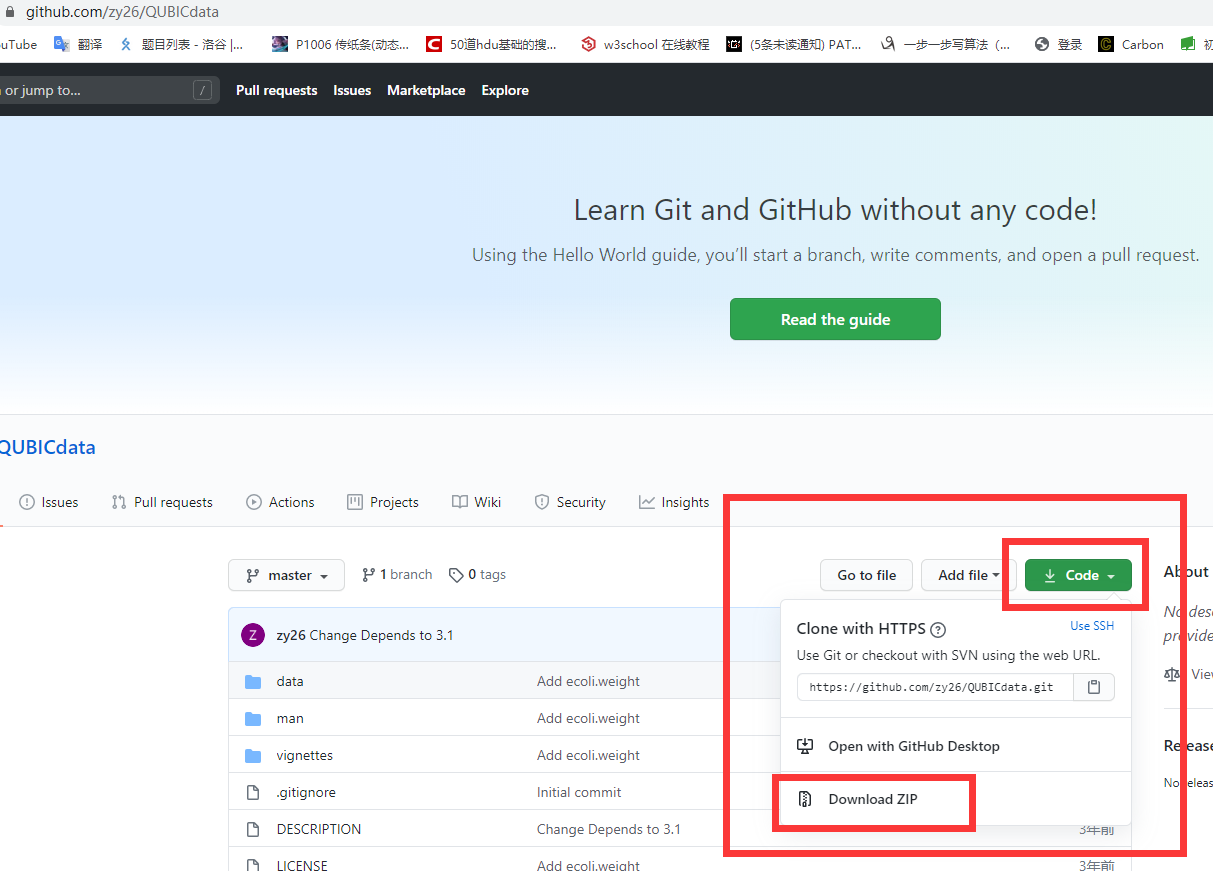 github.com/zy26/QUBICdata
uTube 翻译 题目列表 - 洛谷 |... P1006 传纸条(动态... 50道hdu基础的搜... w3school 在线教程 (5条未读通知) PAT... 一步一步写算法（... 登录 Carbon 初
or jump to... / Pull requests Issues Marketplace Explore
Learn Git and GitHub without any code!
Using the Hello World guide, you’ll start a branch, write comments, and open a pull request.
Read the guide
QUBICdata
Issues Pull requests Actions Projects Wiki Security Insights
master 1 branch 0 tags Go to file Add file Code About
Z zy26 Change Depends to 3.1
Clone with HTTPS ? Use SSH
Use Git or checkout with SVN using the web URL.
https://github.com/zy26/QUBICdata.git
Open with GitHub Desktop
Download ZIP
data Add ecoli.weight
man Add ecoli.weight
vignettes Add ecoli.weight
.gitignore Initial commit
DESCRIPTION Change Depends to 3.1 3年前
LICENSE Add ecoli.weight 3年前
No desc
provide
View
Release
No releas